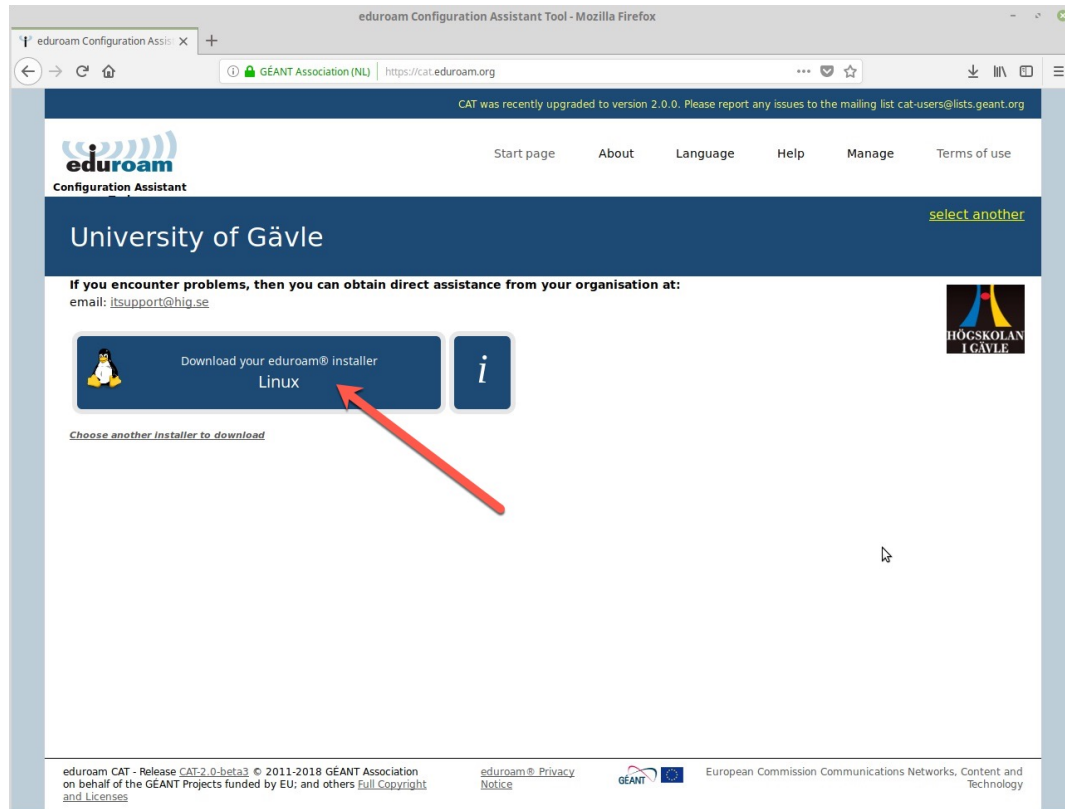 eduroam Configuration Assistant Tool - Mozilla Firefox
eduroam Configuration Assis
GÉANT Association (NL) https://cat.eduroam.org
CAT was recently upgraded to version 2.0.0. Please report any issues to the mailing list cat-users@lists.geant.org
eduroam
Configuration Assistant
Start page About Language Help Manage Terms of use
select another
University of Gävle
If you encounter problems, then you can obtain direct assistance from your organisation at:
email: itsupport@hig.se
HÖGSKOLAN
I GÄVLE
Download your eduroam® installer
Linux
i
Choose another installer to download
eduroam CAT - Release CAT-2.0-beta3 © 2011-2018 GÉANT Association
on behalf of the GÉANT Projects funded by EU; and others Full Copyright
and Licenses
eduroam® Privacy
Notice
GÉANT
European Commission Communications Networks, Content and
Technology